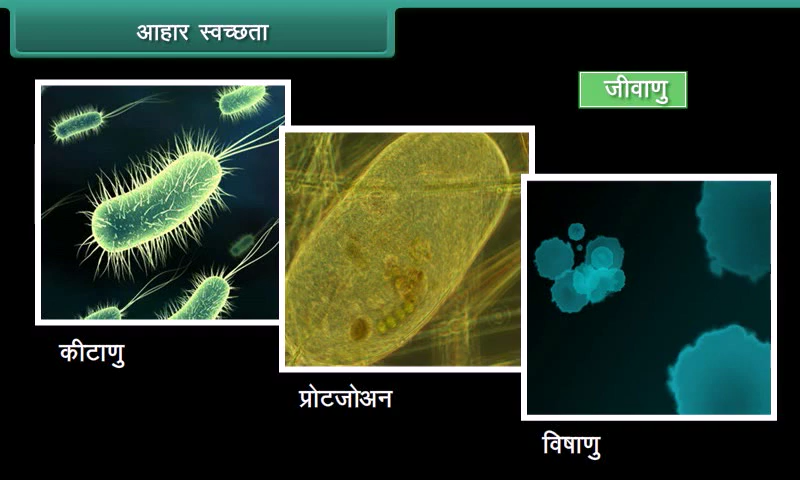 आहार स्वच्छता
जीवाणु
कीटाणु
प्रोटजोअन
विषाणु